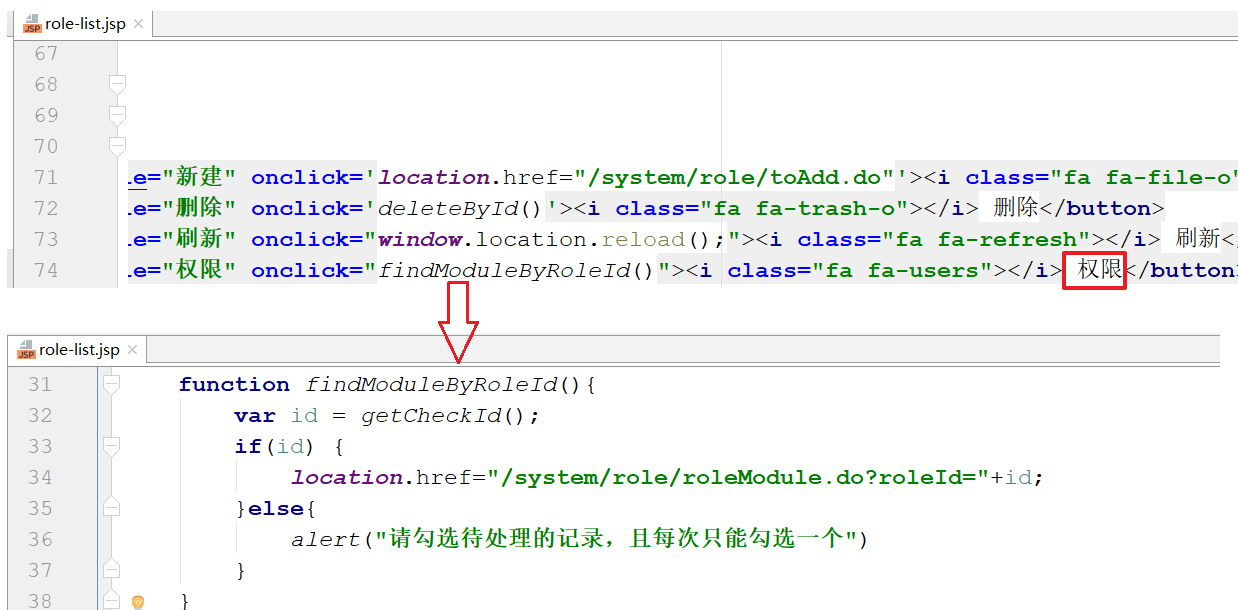 role-list.jsp
67
68
69
70
71 le="新建" onclick='location.href="/system/role/toAdd.do"'><i class="fa fa-file-o"
72 le="删除" onclick='deleteById()'><i class="fa fa-trash-o"></i> 删除</button>
73 le="刷新" onclick="window.location.reload();"><i class="fa fa-refresh"></i> 刷新<
74 le="权限" onclick="findModuleByRoleId()"><i class="fa fa-users"></i> 权限</button>
role-list.jsp
31 function findModuleByRoleId(){
32 var id = getCheckId();
33 if(id) {
34 location.href="/system/role/roleModule.do?roleId="+id;
35 }else{
36 alert("请勾选待处理的记录，且每次只能勾选一个")
37 }
38 }